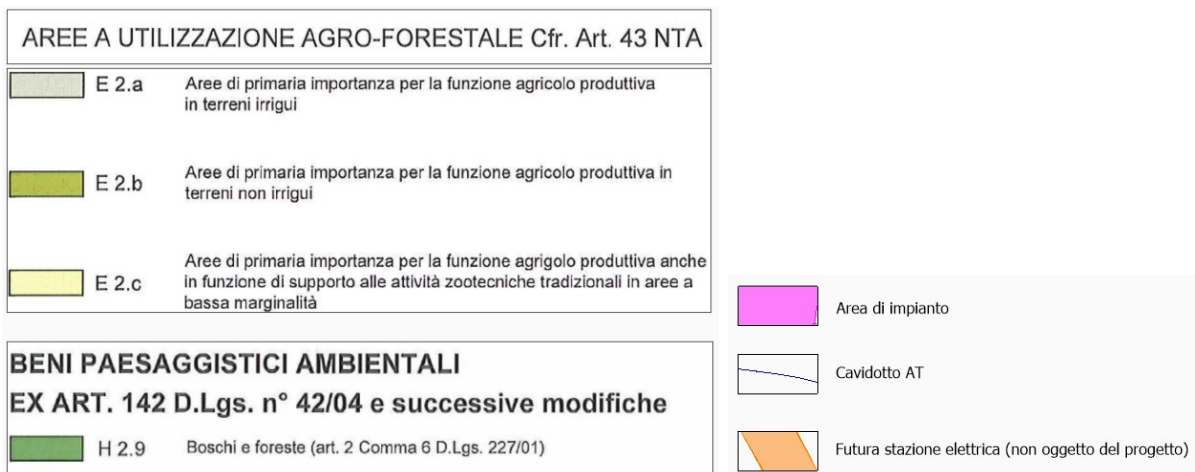 AREE A UTILIZZAZIONE AGRO-FORESTALE Cfr. Art. 43 NTA
E 2.a
Aree di primaria importanza per la funzione agricolo produttiva
in terreni irrigui
E 2.b
Aree di primaria importanza per la funzione agricolo produttiva in
terreni non irrigui
E 2.c
Aree di primaria importanza per la funzione agrigolo produttiva anche
in funzione di supporto alle attività zootecniche tradizionali in aree a
bassa marginalità
BENI PAESAGGISTICI AMBIENTALI
EX ART. 142 D.Lgs. n° 42/04 e successive modifiche
H 2.9
Boschi e foreste (art. 2 Comma 6 D.Lgs. 227/01)
Area di impianto
Cavidotto AT
Futura stazione elettrica (non oggetto del progetto)